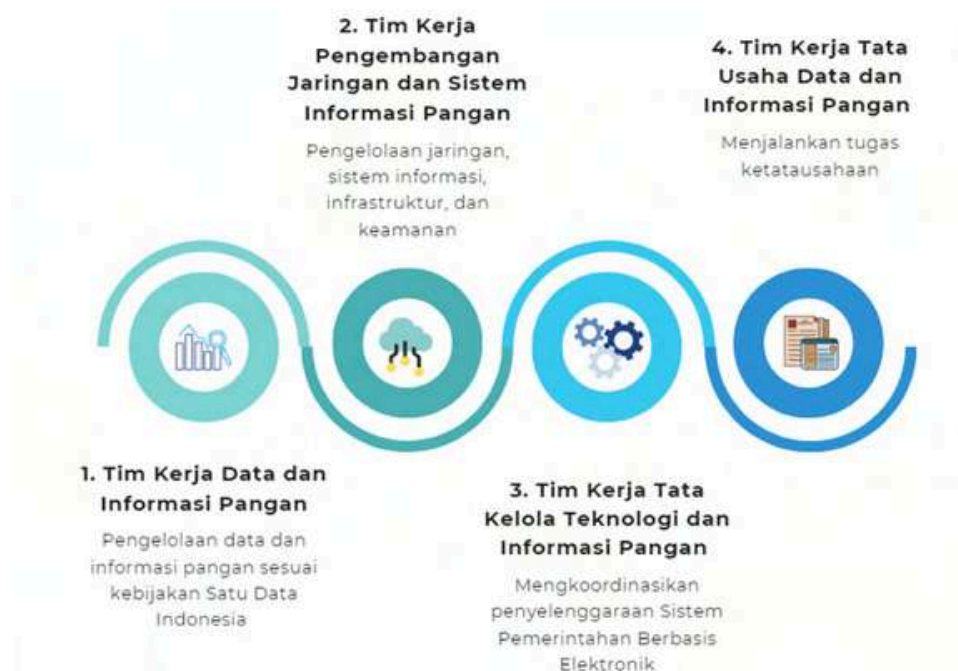 2. Tim Kerja
Pengembangan
Jaringan dan Sistem
Informasi Pangan
Pengelolaan jaringan,
sistem informasi,
infrastruktur, dan
keamanan
4. Tim Kerja Tata
Usaha Data dan
Informasi Pangan
Menjalankan tugas
ketatausahaan
1. Tim Kerja Data dan
Informasi Pangan
Pengelolaan data dan
informasi pangan sesuai
kebijakan Satu Data
Indonesia
3. Tim Kerja Tata
Kelola Teknologi dan
Informasi Pangan
Mengkoordinasikan
penyelenggaraan Sistem
Pemerintahan Berbasis
Elektronik